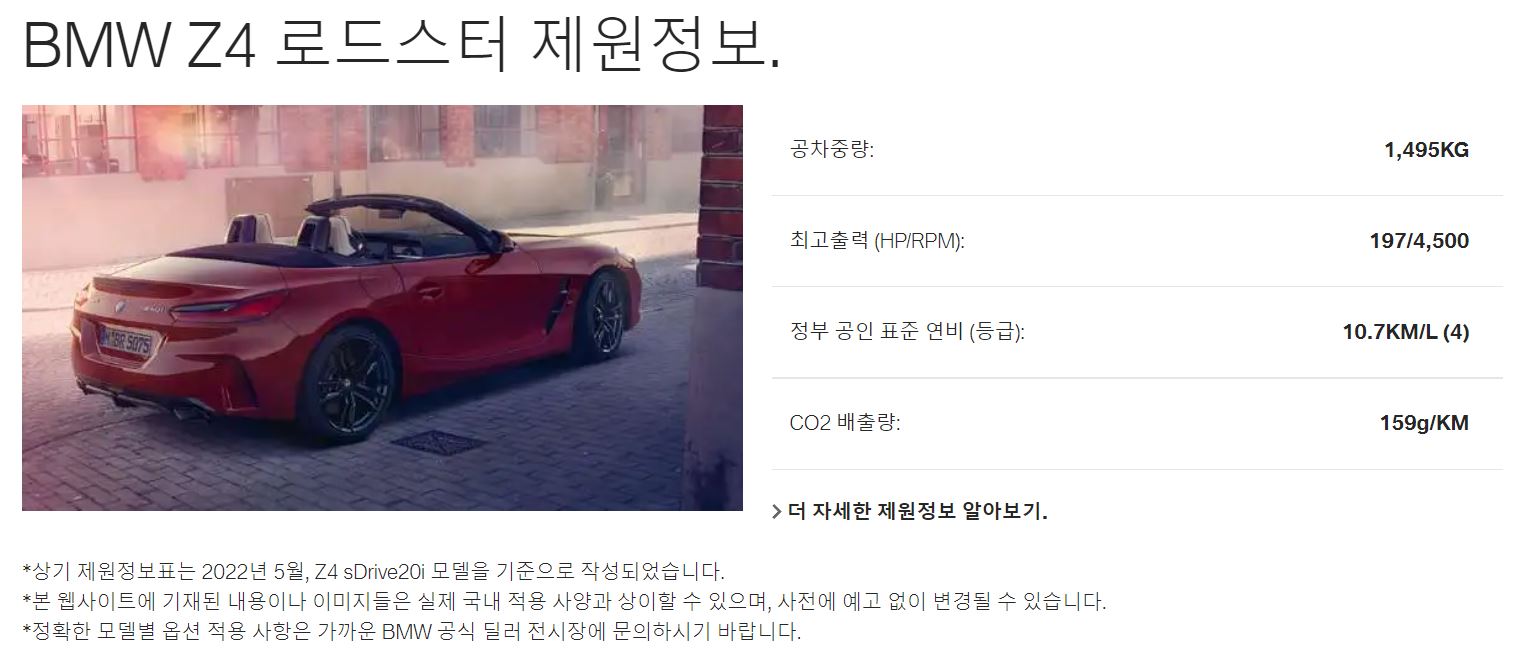 BMW Z4 로드스터 제원정보.
공차중량: 1,495KG
최고출력 (HP/RPM): 197/4,500
정부 공인 표준 연비 (등급): 10.7KM/L (4)
CO2 배출량: 159g/KM
더 자세한 제원정보 알아보기.
*상기 제원정보표는 2022년 5월, Z4 sDrive20i 모델을 기준으로 작성되었습니다.
*본 웹사이트에 기재된 내용이나 이미지들은 실제 국내 적용 사양과 상이할 수 있으며, 사전에 예고 없이 변경될 수 있습니다.
*정확한 모델별 옵션 적용 사항은 가까운 BMW 공식 딜러 전시장에 문의하시기 바랍니다.